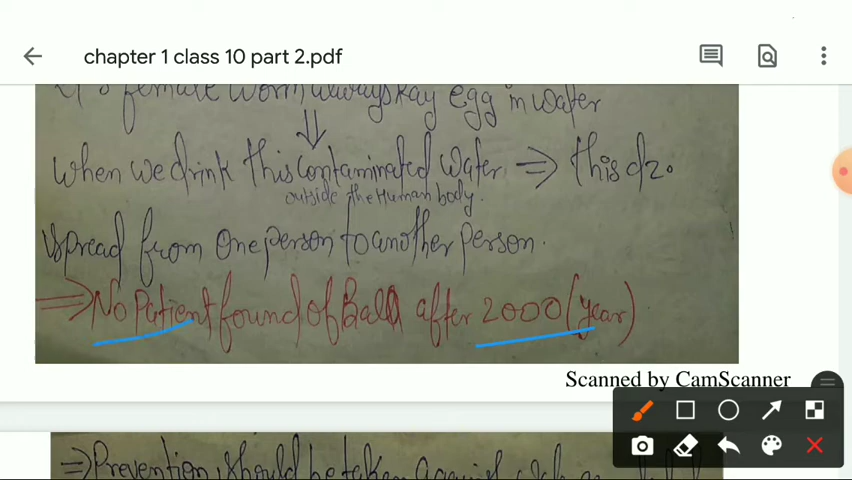 chapter 1 class 10 part 2.pdf
It's female worm always lay egg in water
When we drink this contaminated water ⇒ this dz.
outside the Human body.
spread from one person to another person.
⇒ No Patient found of Bala after 2000 (year)
Scanned by CamScanner
⇒ Prevention should be taken against